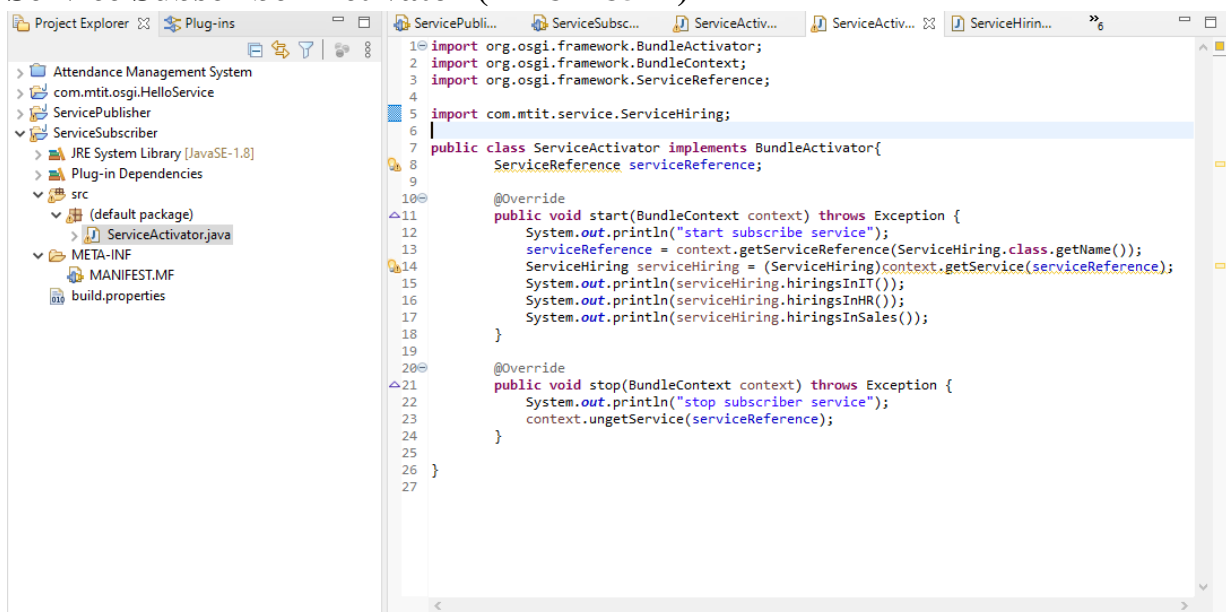 Project Explorer Plug-ins
Attendance Management System
com.mtit.osgi.HelloService
ServicePublisher
ServiceSubscriber
JRE System Library [JavaSE-1.8]
Plug-in Dependencies
src
(default package)
ServiceActivator.java
META-INF
MANIFEST.MF
build.properties
ServicePubli... ServiceSubsc... ServiceActiv... ServiceActiv... ServiceHirin... »6
1 import org.osgi.framework.BundleActivator;
2 import org.osgi.framework.BundleContext;
3 import org.osgi.framework.ServiceReference;
4
5 import com.mtit.service.ServiceHiring;
6
7 public class ServiceActivator implements BundleActivator{
8 ServiceReference serviceReference;
9
10 @Override
11 public void start(BundleContext context) throws Exception {
12 System.out.println("start subscribe service");
13 serviceReference = context.getServiceReference(ServiceHiring.class.getName());
14 ServiceHiring serviceHiring = (ServiceHiring)context.getService(serviceReference);
15 System.out.println(serviceHiring.hiringsInIT());
16 System.out.println(serviceHiring.hiringsInHR());
17 System.out.println(serviceHiring.hiringsInSales());
18 }
19
20 @Override
21 public void stop(BundleContext context) throws Exception {
22 System.out.println("stop subscriber service");
23 context.ungetService(serviceReference);
24 }
25
26 }
27